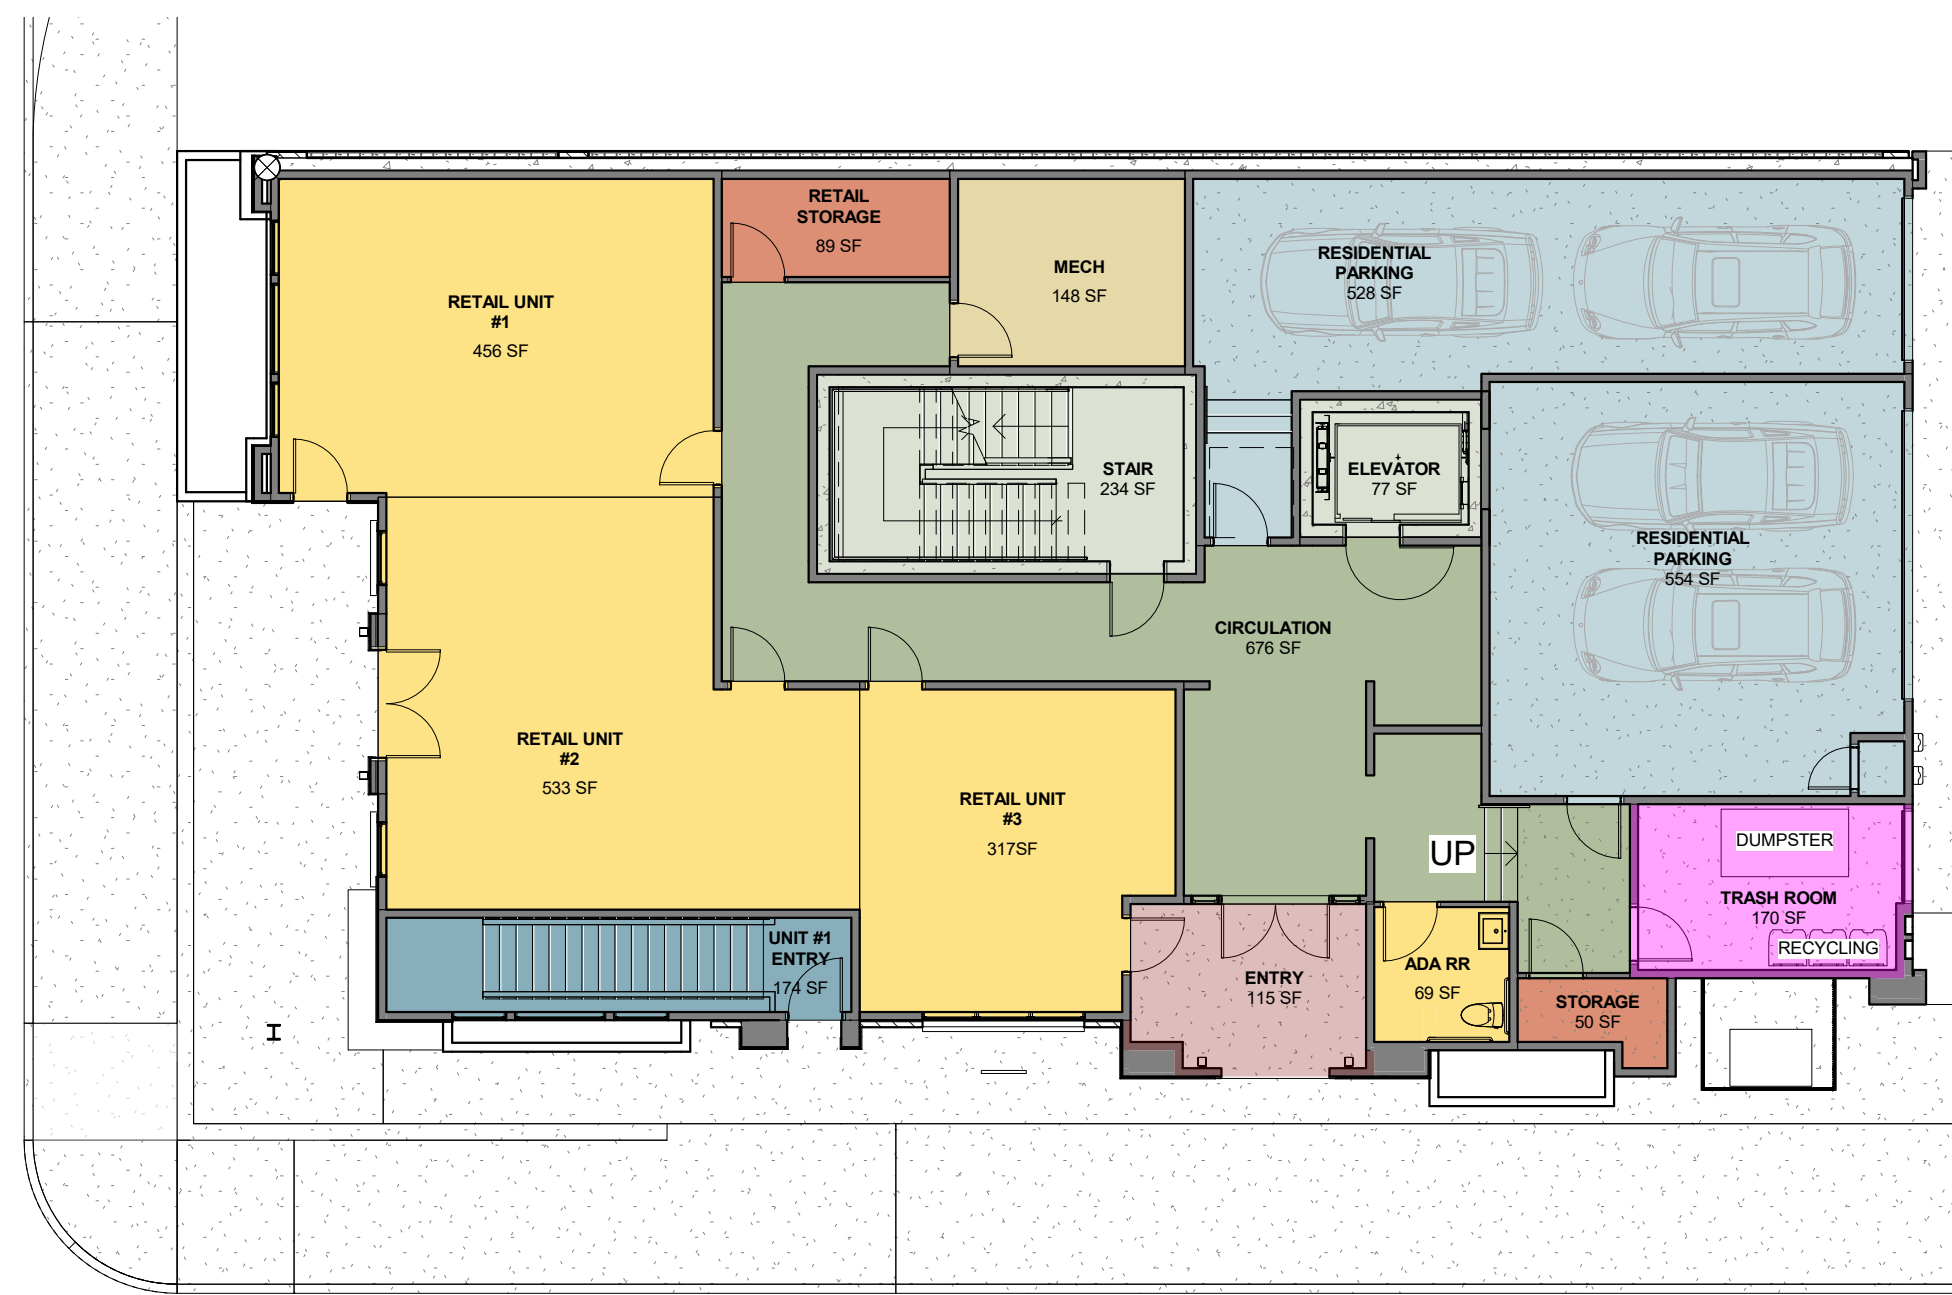 RETAIL
STORAGE
89 SF
MECH
148 SF
RESIDENTIAL
PARKING
528 SF
RETAIL UNIT
#1
456 SF
STAIR
234 SF
ELEVATOR
77 SF
RESIDENTIAL
PARKING
554 SF
CIRCULATION
676 SF
RETAIL UNIT
#2
533 SF
RETAIL UNIT
#3
317SF
UP
DUMPSTER
TRASH ROOM
170 SF
RECYCLING
UNIT #1
ENTRY
174 SF
ENTRY
115 SF
ADA RR
69 SF
STORAGE
50 SF